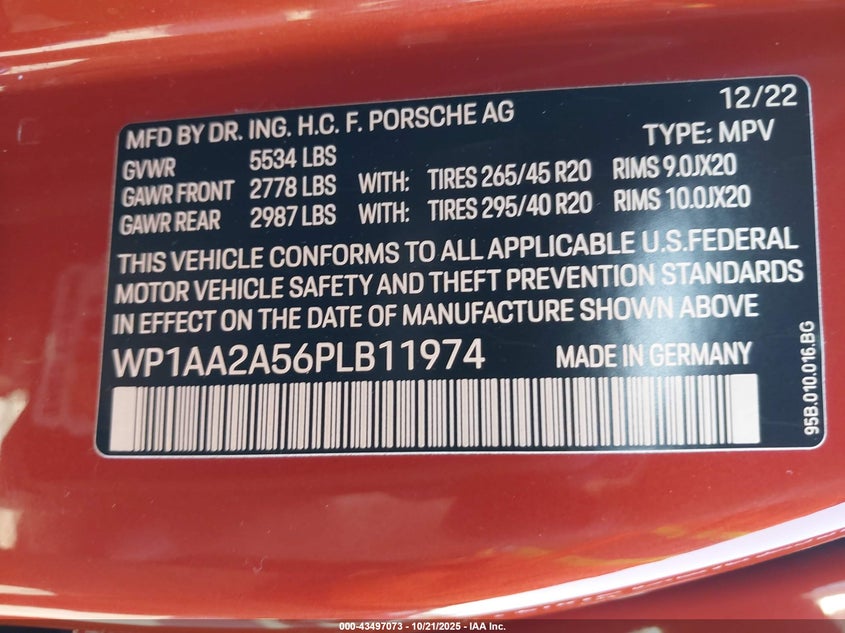 12/22
MFD BY DR. ING. H.C. F. PORSCHE AG
TYPE: MPV
GVWR 5534 LBS
GAWR FRONT 2778 LBS WITH: TIRES 265/45 R20 RIMS 9.0JX20
GAWR REAR 2987 LBS WITH: TIRES 295/40 R20 RIMS 10.0JX20
THIS VEHICLE CONFORMS TO ALL APPLICABLE U.S.FEDERAL
MOTOR VEHICLE SAFETY AND THEFT PREVENTION STANDARDS
IN EFFECT ON THE DATE OF MANUFACTURE SHOWN ABOVE
WP1AA2A56PLB11974 MADE IN GERMANY
95B.010.016.BG
000-43497073 | 10/21/2025 | IAA Inc.